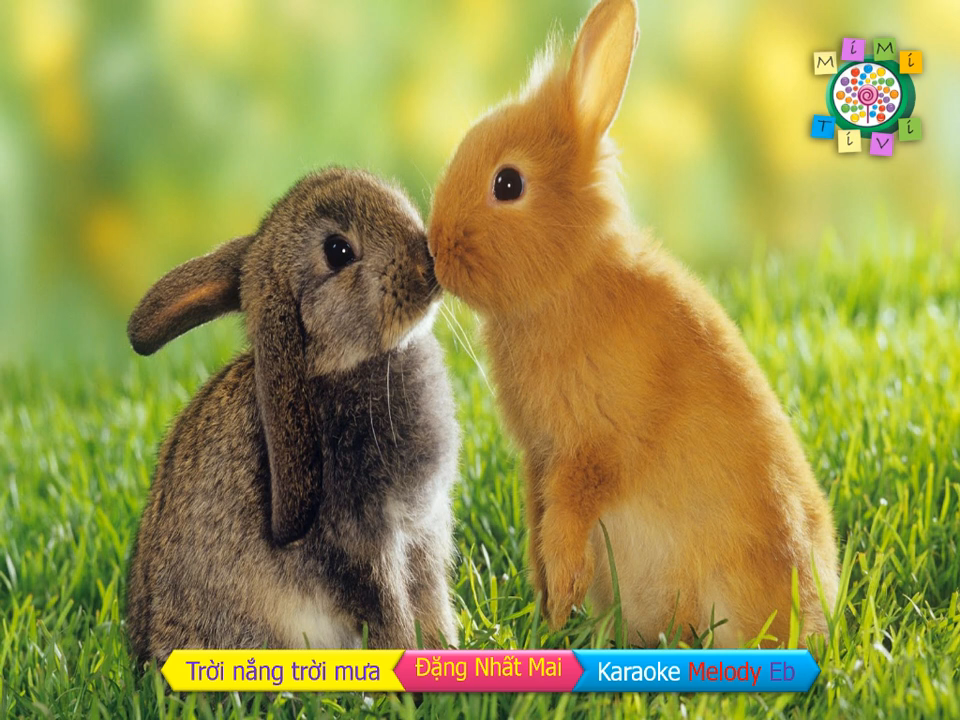 MiMi
TiVi
Trời nắng trời mưa Đặng Nhất Mai Karaoke Melody Eb